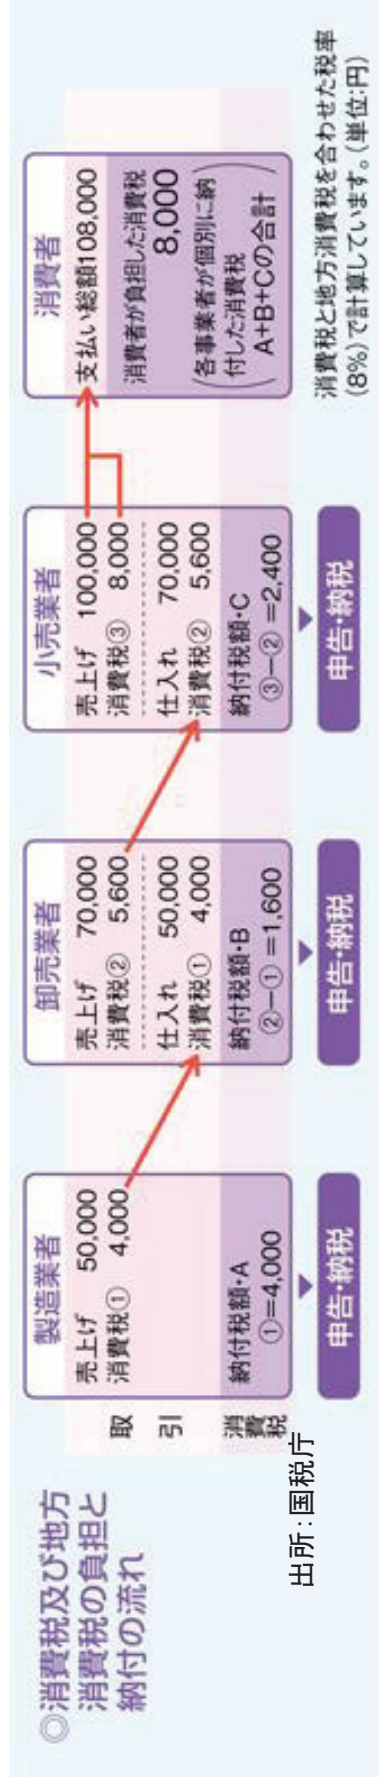 ◎消費税及び地方
消費税の負担と
納付の流れ
取
引
消費税
製造業者
売上げ 50,000
消費税① 4,000
納付税額・A
①=4,000
申告・納税
卸売業者
売上げ 70,000
消費税② 5,600
仕入れ 50,000
消費税① 4,000
納付税額・B
②−①=1,600
申告・納税
小売業者
売上げ 100,000
消費税③ 8,000
仕入れ 70,000
消費税② 5,600
納付税額・C
③−②=2,400
申告・納税
消費者
支払い総額108,000
消費者が負担した消費税
8,000
(各事業者が個別に納
付した消費税
A+B+Cの合計)
消費税と地方消費税を合わせた税率
(8%)で計算しています。(単位:円)
出所:国税庁